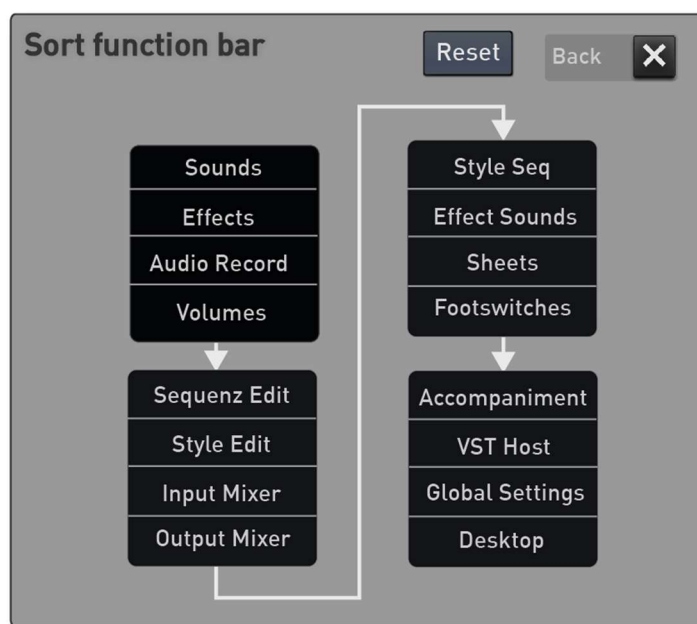 Sort function bar
Reset
Back
Sounds
Effects
Audio Record
Volumes
Sequenz Edit
Style Edit
Input Mixer
Output Mixer
Style Seq
Effect Sounds
Sheets
Footswitches
Accompaniment
VST Host
Global Settings
Desktop